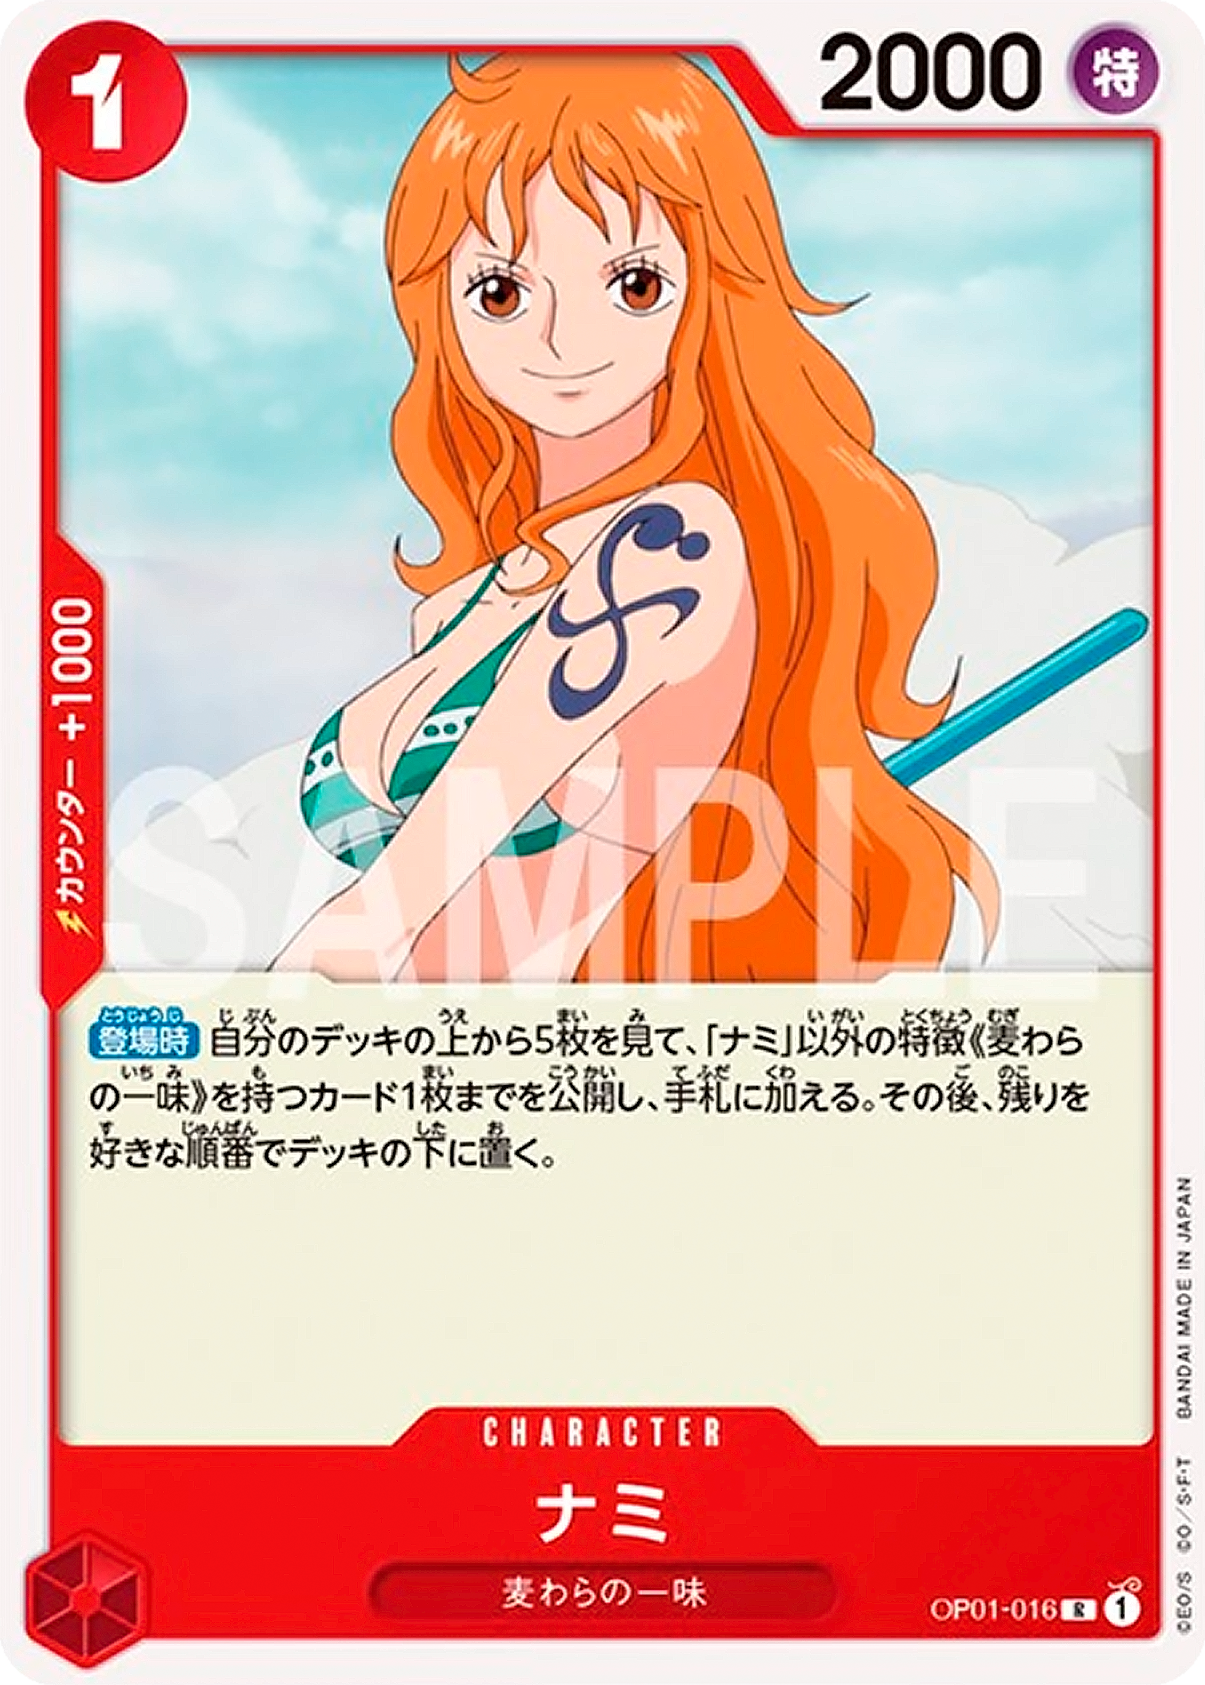 1
2000 特
カウンター +1000
SAMPLE
登場時 自分のデッキの上から5枚を見て、「ナミ」以外の特徴《麦わら
の一味》を持つカード1枚までを公開し、手札に加える。その後、残りを
好きな順番でデッキの下に置く。
CHARACTER
ナミ
麦わらの一味
OP01-016 R 1
©EO/S ©O/S・F・T BANDAI MADE IN JAPAN